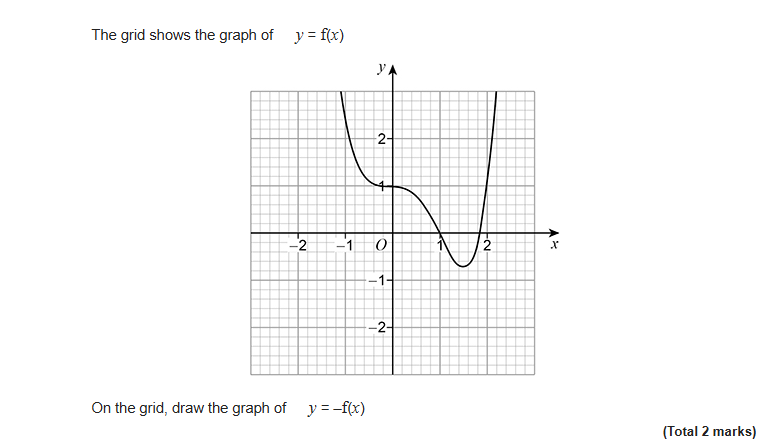 The grid shows the graph of y = f(x)
y
2
1
–2 –1 O 1 2 x
–1
–2
On the grid, draw the graph of y = –f(x)
(Total 2 marks)